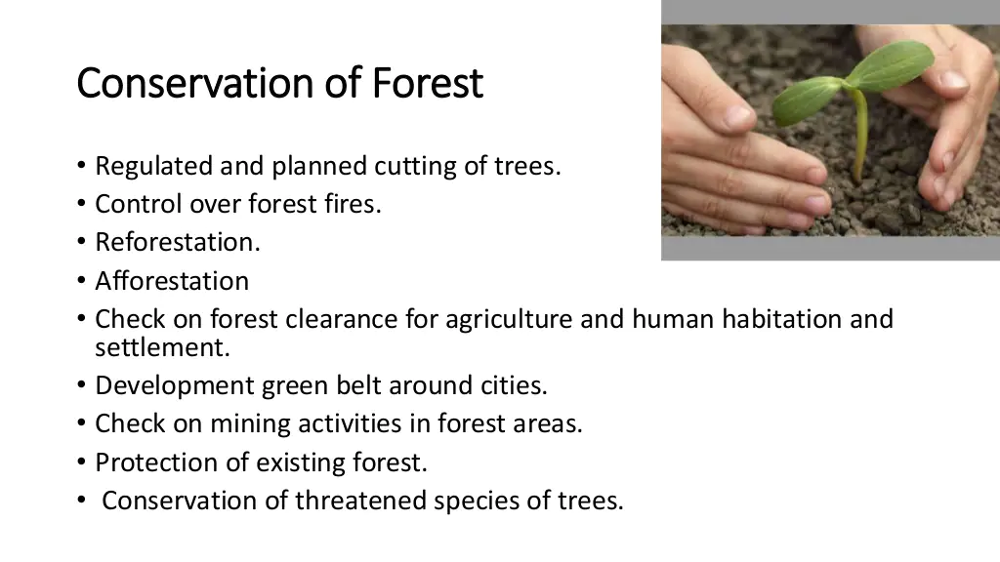 Conservation of Forest
• Regulated and planned cutting of trees.
• Control over forest fires.
• Reforestation.
• Afforestation
• Check on forest clearance for agriculture and human habitation and
settlement.
• Development green belt around cities.
• Check on mining activities in forest areas.
• Protection of existing forest.
• Conservation of threatened species of trees.